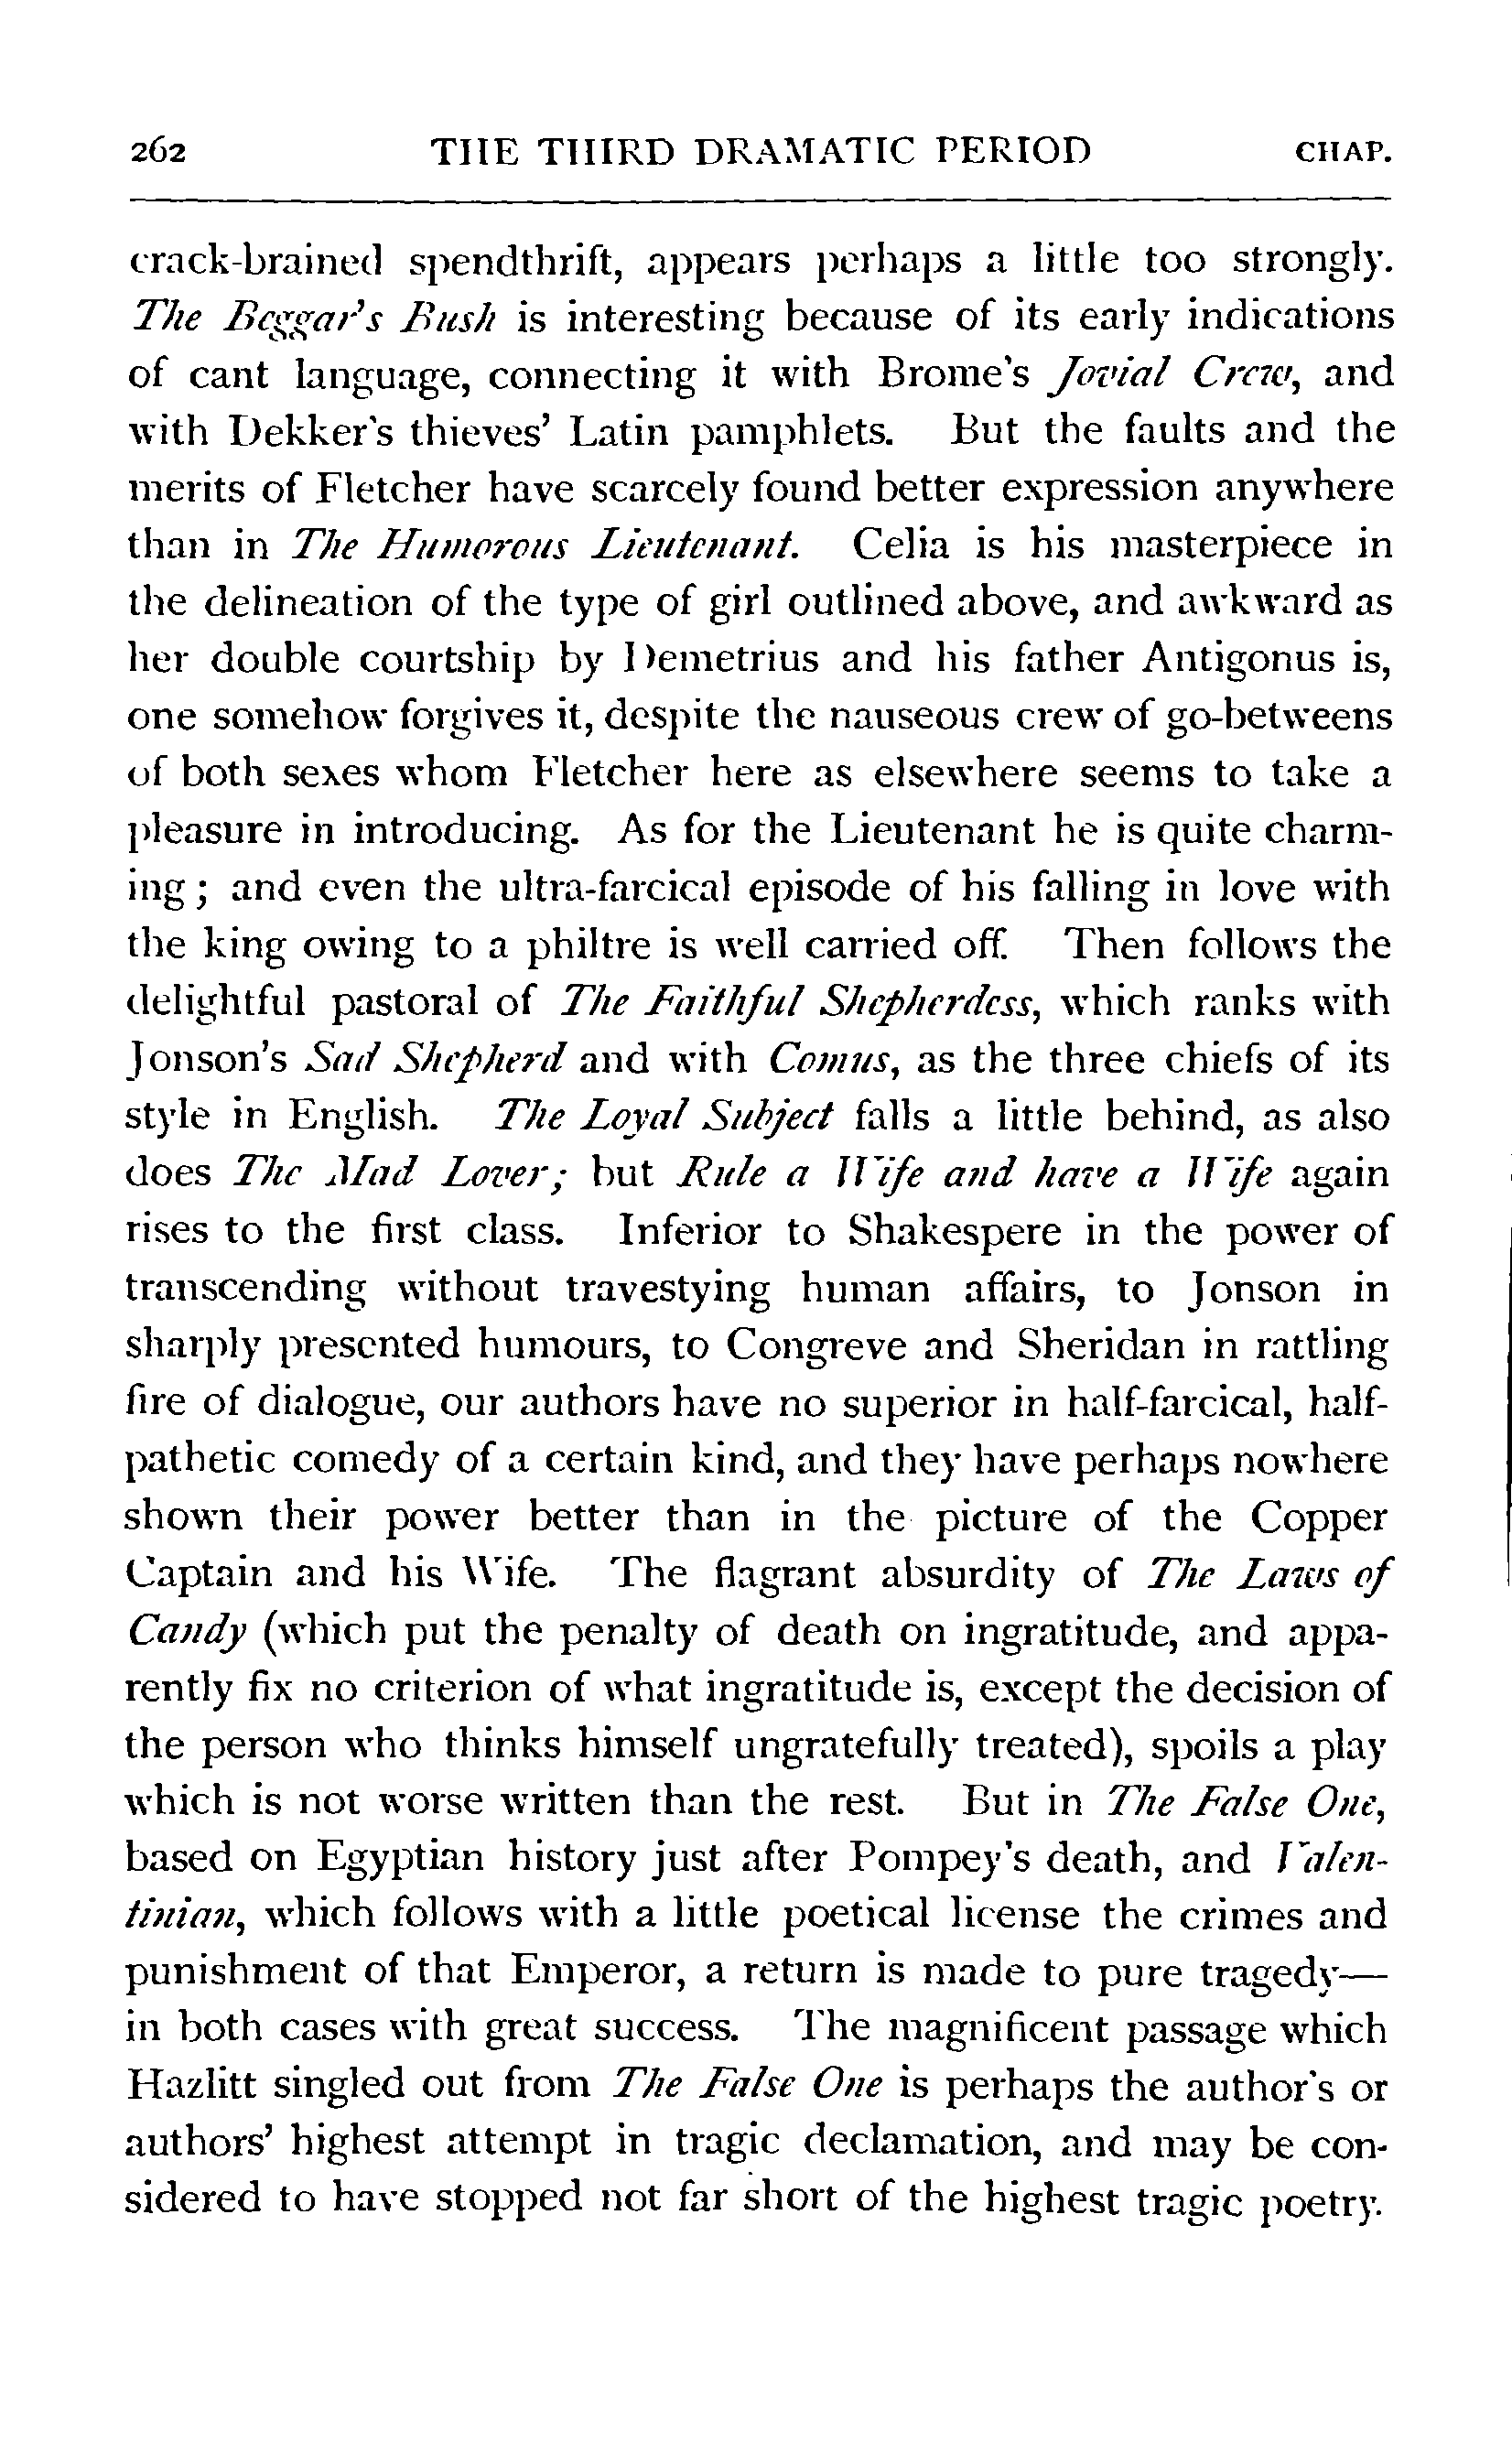 262 THE THIRD DRAMATIC PERIOD CHAP.
crack-brained spendthrift, appears perhaps a little too strongly.
The Beggar's Bush is interesting because of its early indications
of cant language, connecting it with Brome's Jovial Crew, and
with Dekker's thieves' Latin pamphlets. But the faults and the
merits of Fletcher have scarcely found better expression anywhere
than in The Humorous Lieutenant. Celia is his masterpiece in
the delineation of the type of girl outlined above, and awkward as
her double courtship by Demetrius and his father Antigonus is,
one somehow forgives it, despite the nauseous crew of go-betweens
of both sexes whom Fletcher here as elsewhere seems to take a
pleasure in introducing. As for the Lieutenant he is quite charm-
ing; and even the ultra-farcical episode of his falling in love with
the king owing to a philtre is well carried off. Then follows the
delightful pastoral of The Faithful Shepherdess, which ranks with
Jonson's Sad Shepherd and with Comus, as the three chiefs of its
style in English. The Loyal Subject falls a little behind, as also
does The Mad Lover; but Rule a Wife and have a Wife again
rises to the first class. Inferior to Shakespere in the power of
transcending without travestying human affairs, to Jonson in
sharply presented humours, to Congreve and Sheridan in rattling
fire of dialogue, our authors have no superior in half-farcical, half-
pathetic comedy of a certain kind, and they have perhaps nowhere
shown their power better than in the picture of the Copper
Captain and his Wife. The flagrant absurdity of The Laws of
Candy (which put the penalty of death on ingratitude, and appa-
rently fix no criterion of what ingratitude is, except the decision of
the person who thinks himself ungratefully treated), spoils a play
which is not worse written than the rest. But in The False One,
based on Egyptian history just after Pompey's death, and Valen-
tinian, which follows with a little poetical license the crimes and
punishment of that Emperor, a return is made to pure tragedy—
in both cases with great success. The magnificent passage which
Hazlitt singled out from The False One is perhaps the author's or
authors' highest attempt in tragic declamation, and may be con-
sidered to have stopped not far short of the highest tragic poetry.